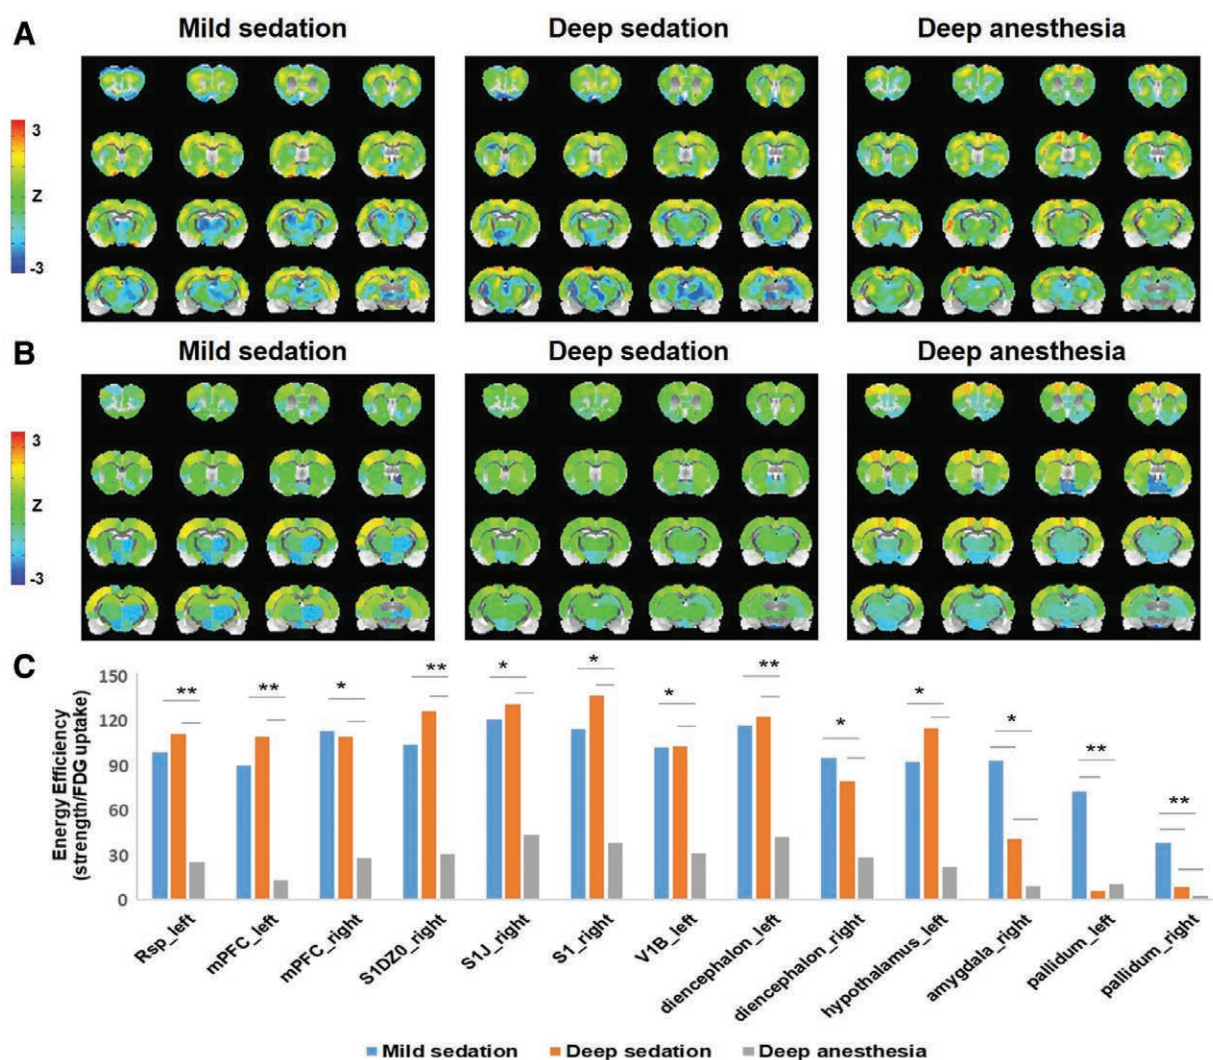 A
Mild sedation
Deep sedation
Deep anesthesia
3
Z
-3
B
Mild sedation
Deep sedation
Deep anesthesia
3
Z
-3
C
Energy Efficiency
(strength/FDG uptake)
150
120
90
60
30
0
** ** * ** * * * ** * * * ** **
Rsp_left
mPFC_left
mPFC_right
S1DZ0_right
S1J_right
S1_right
V1B_left
diencephalon_left
diencephalon_right
hypothalamus_left
amygdala_right
pallidum_left
pallidum_right
Mild sedation Deep sedation Deep anesthesia